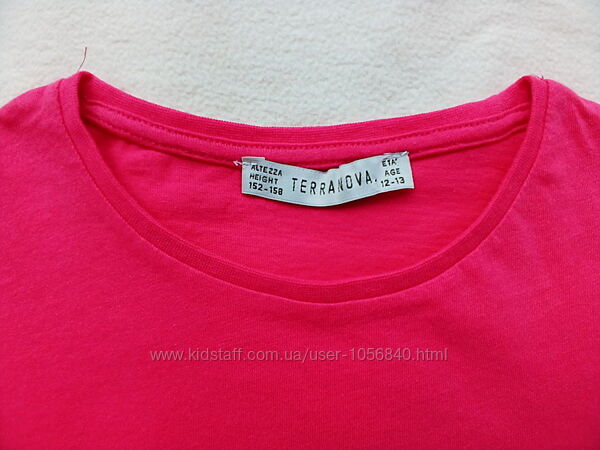 ALTEZZA
HEIGHT
152-158
TERRANOVA.
ETA'
AGE
12-13
www.kidstaff.com.ua/user-1056840.html